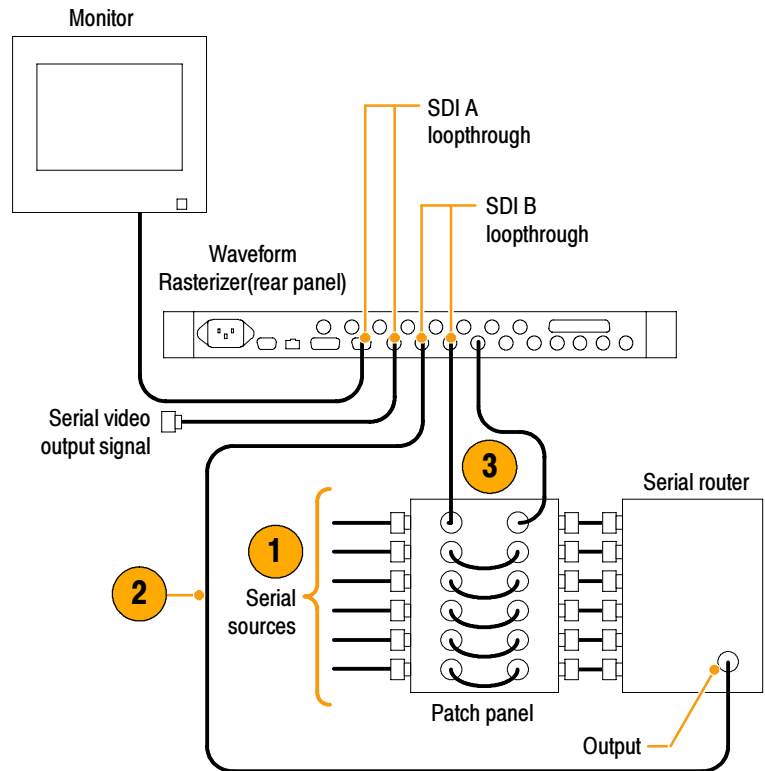 Monitor
SDI A
loopthrough
SDI B
loopthrough
Waveform
Rasterizer(rear panel)
Serial video
output signal
3
Serial router
1
Serial
sources
2
Patch panel
Output